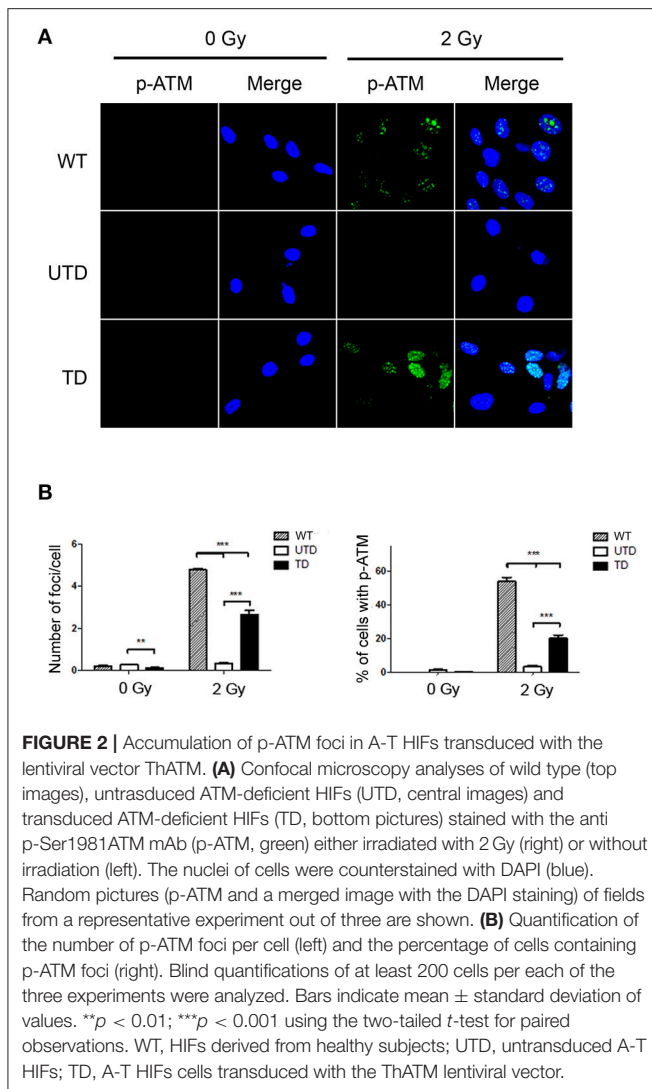 A
0 Gy 2 Gy
p-ATM Merge p-ATM Merge
WT
UTD
TD
B
Number of foci/cell
6
4
2
0
**
***
***
WT
UTD
TD
0 Gy 2 Gy
% of cells with p-ATM
60
40
20
0
***
***
WT
UTD
TD
0 Gy 2 Gy
FIGURE 2 | Accumulation of p-ATM foci in A-T HIFs transduced with the
lentiviral vector ThATM. (A) Confocal microscopy analyses of wild type (top
images), untrasduced ATM-deficient HIFs (UTD, central images) and
transduced ATM-deficient HIFs (TD, bottom pictures) stained with the anti
p-Ser1981ATM mAb (p-ATM, green) either irradiated with 2 Gy (right) or without
irradiation (left). The nuclei of cells were counterstained with DAPI (blue).
Random pictures (p-ATM and a merged image with the DAPI staining) of fields
from a representative experiment out of three are shown. (B) Quantification of
the number of p-ATM foci per cell (left) and the percentage of cells containing
p-ATM foci (right). Blind quantifications of at least 200 cells per each of the
three experiments were analyzed. Bars indicate mean ± standard deviation of
values. **p < 0.01; ***p < 0.001 using the two-tailed t-test for paired
observations. WT, HIFs derived from healthy subjects; UTD, untransduced A-T
HIFs; TD, A-T HIFs cells transduced with the ThATM lentiviral vector.